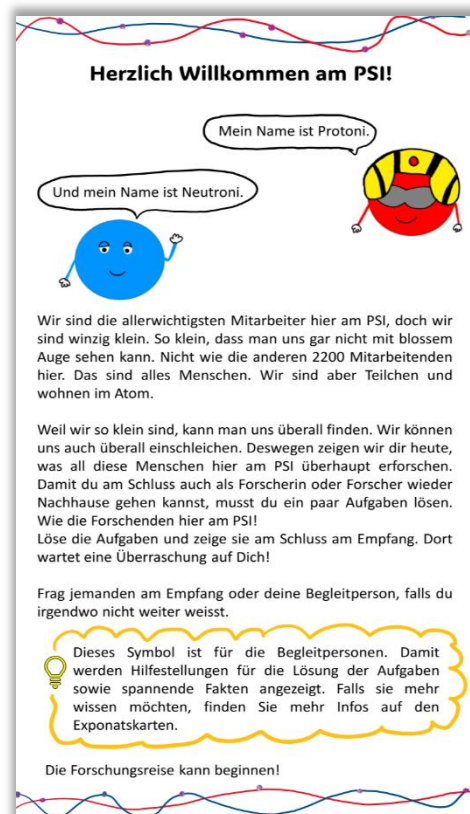 Herzlich Willkommen am PSI!
Mein Name ist Protoni.
Und mein Name ist Neutroni.
Wir sind die allerwichtigsten Mitarbeiter hier am PSI, doch wir
sind winzig klein. So klein, dass man uns gar nicht mit blossem
Auge sehen kann. Nicht wie die anderen 2200 Mitarbeitenden
hier. Das sind alles Menschen. Wir sind aber Teilchen und
wohnen im Atom.
Weil wir so klein sind, kann man uns überall finden. Wir können
uns auch überall einschleichen. Deswegen zeigen wir dir heute,
was all diese Menschen hier am PSI überhaupt erforschen.
Damit du am Schluss auch als Forscherin oder Forscher wieder
Nachhause gehen kannst, musst du ein paar Aufgaben lösen.
Wie die Forschenden hier am PSI!
Löse die Aufgaben und zeige sie am Schluss am Empfang. Dort
wartet eine Überraschung auf Dich!
Frag jemanden am Empfang oder deine Begleitperson, falls du
irgendwo nicht weiter weisst.
Dieses Symbol ist für die Begleitpersonen. Damit
werden Hilfestellungen für die Lösung der Aufgaben
sowie spannende Fakten angezeigt. Falls sie mehr
wissen möchten, finden Sie mehr Infos auf den
Exponatskarten.
Die Forschungsreise kann beginnen!